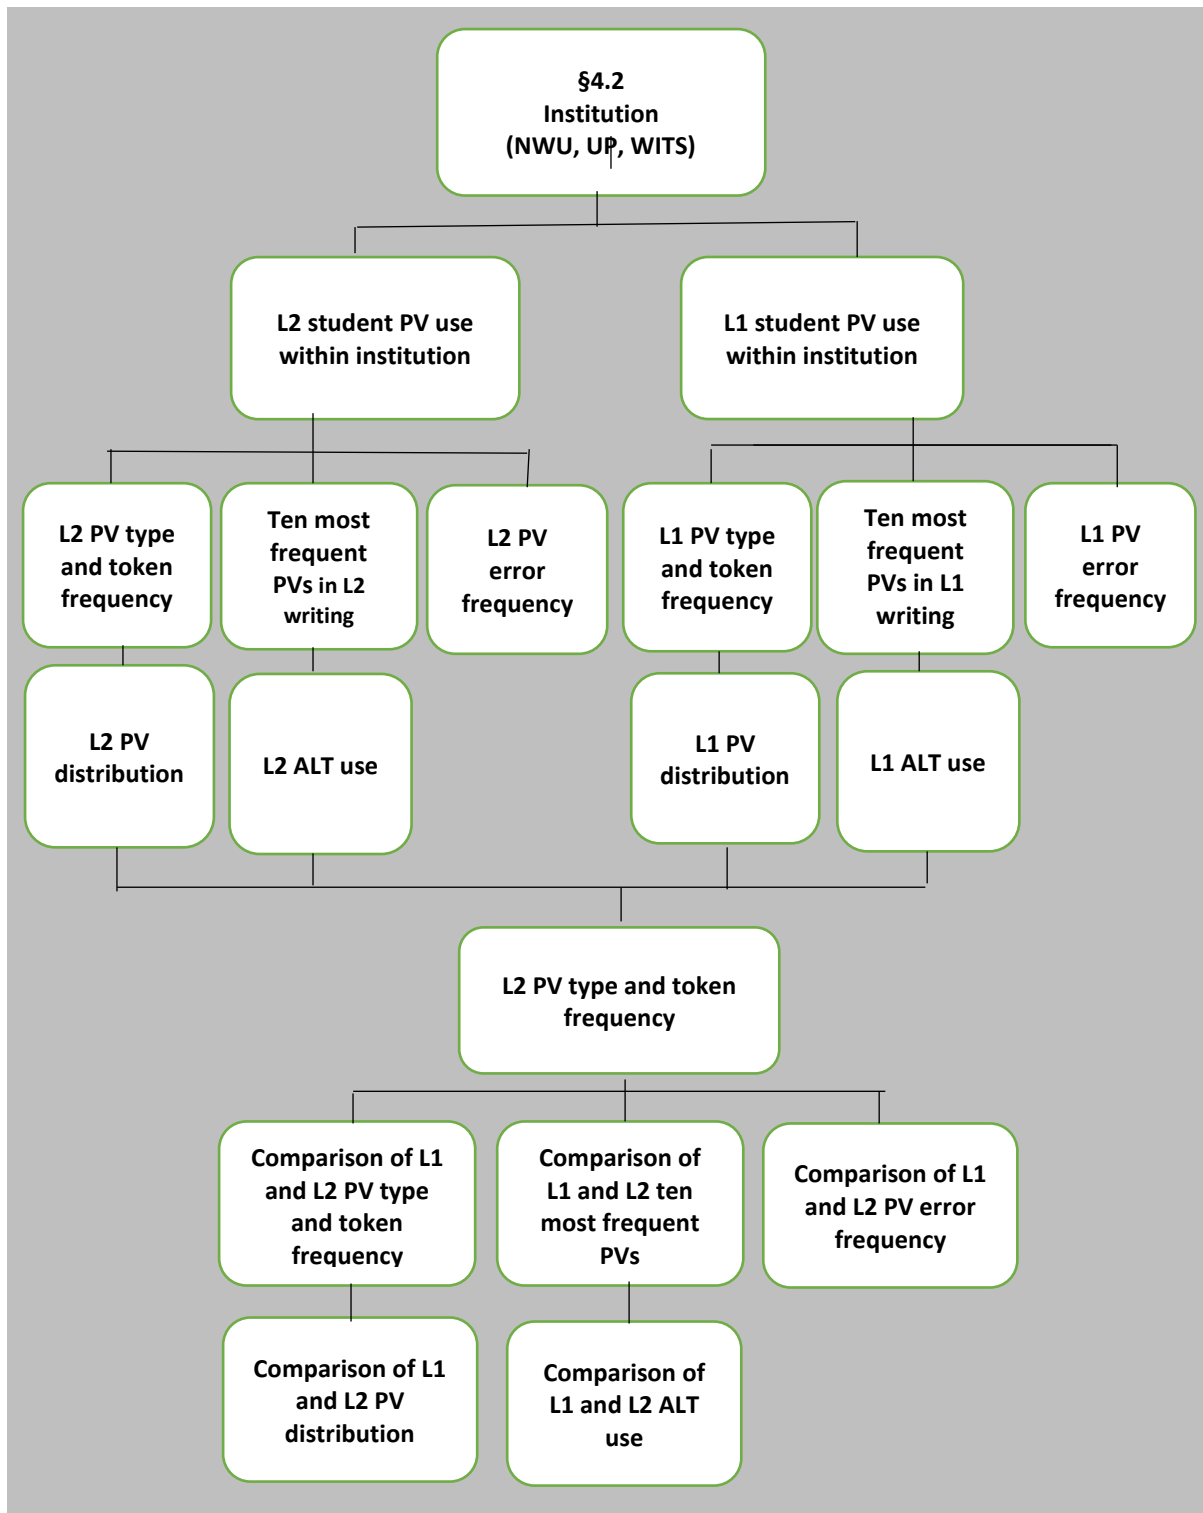 §4.2
Institution
(NWU, UP, WITS)
L2 student PV use
within institution
L1 student PV use
within institution
L2 PV type
and token
frequency
Ten most
frequent
PVs in L2
writing
L2 PV
error
frequency
L1 PV type
and token
frequency
Ten most
frequent
PVs in L1
writing
L1 PV
error
frequency
L2 PV
distribution
L2 ALT use
L1 PV
distribution
L1 ALT use
L2 PV type and token
frequency
Comparison of L1
and L2 PV type
and token
frequency
Comparison of
L1 and L2 ten
most frequent
PVs
Comparison of L1
and L2 PV error
frequency
Comparison of L1
and L2 PV
distribution
Comparison of
L1 and L2 ALT
use